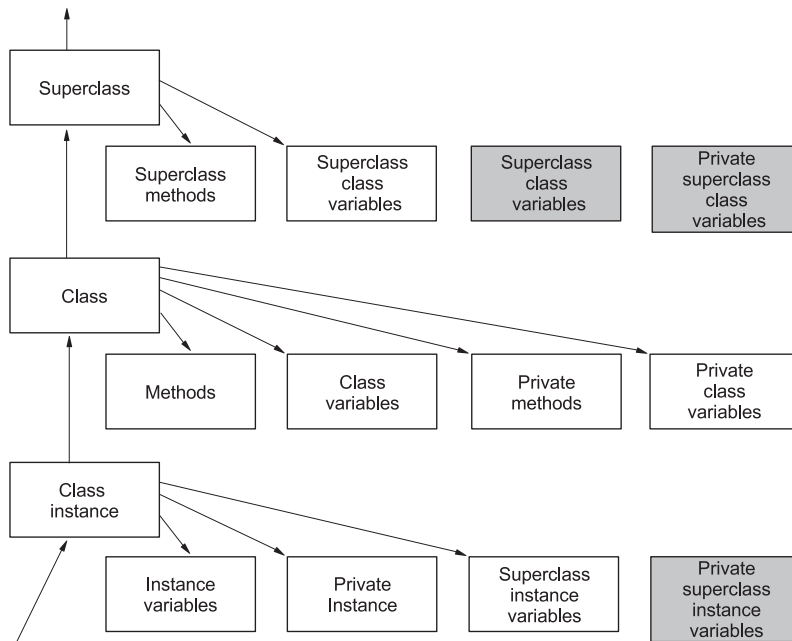 Superclass
Superclass
methods
Superclass
class
variables
Superclass
class
variables
Private
superclass
class
variables
Class
Methods
Class
variables
Private
methods
Private
class
variables
Class
instance
Instance
variables
Private
Instance
Superclass
instance
variables
Private
superclass
instance
variables